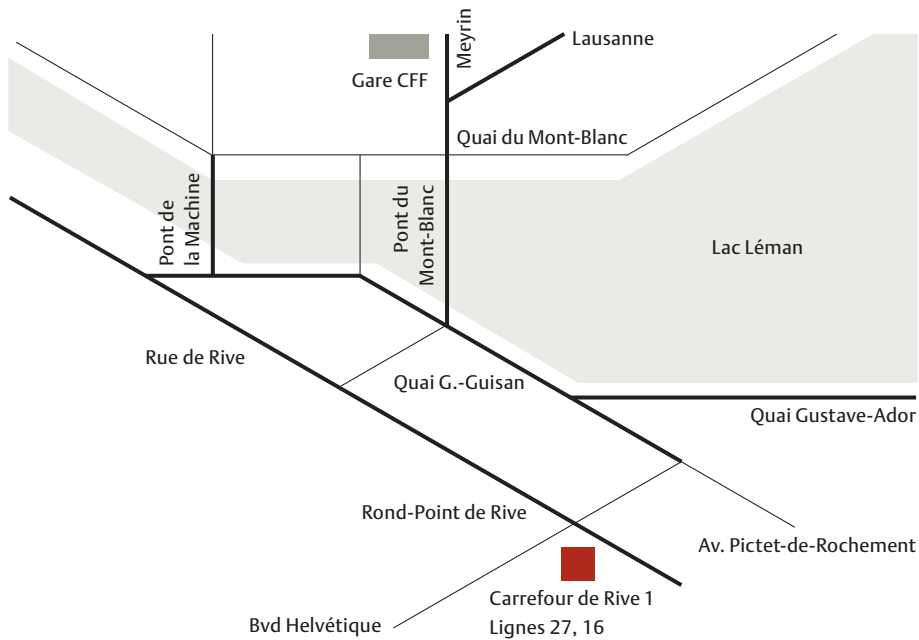 Meyrin
Lausanne
Gare CFF
Quai du Mont-Blanc
Pont de
la Machine
Pont du
Mont-Blanc
Lac Léman
Rue de Rive
Quai G.-Guisan
Quai Gustave-Ador
Rond-Point de Rive
Av. Pictet-de-Rochement
Carrefour de Rive 1
Lignes 27, 16
Bvd Helvétique